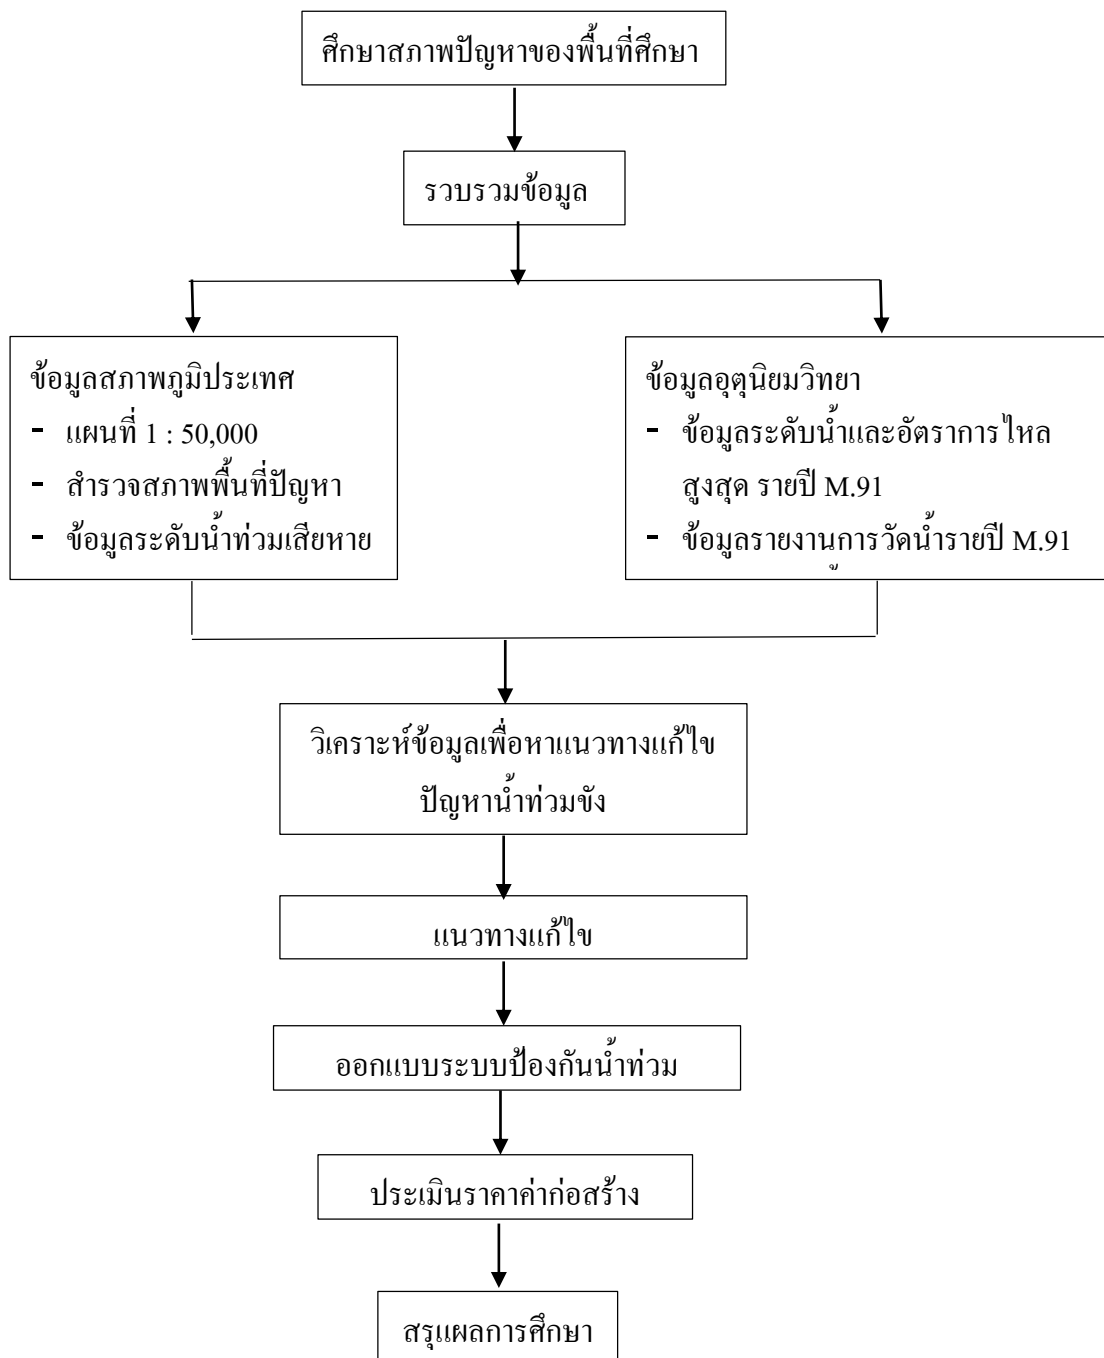 ศึกษาสภาพปัญหาของพื้นที่ศึกษา
รวบรวมข้อมูล
ข้อมูลสภาพภูมิประเทศ
- แผนที่ 1 : 50,000
- สำรวจสภาพพื้นที่ปัญหา
- ข้อมูลระดับน้ำท่วมเสียหาย
ข้อมูลอุตุนิยมวิทยา
- ข้อมูลระดับน้ำและอัตราการไหล
สูงสุด รายปี M.91
- ข้อมูลรายงานการวัดน้ำรายปี M.91
วิเคราะห์ข้อมูลเพื่อหาแนวทางแก้ไข
ปัญหาน้ำท่วมขัง
แนวทางแก้ไข
ออกแบบระบบป้องกันน้ำท่วม
ประเมินราคาค่าก่อสร้าง
สรุแผลการศึกษา